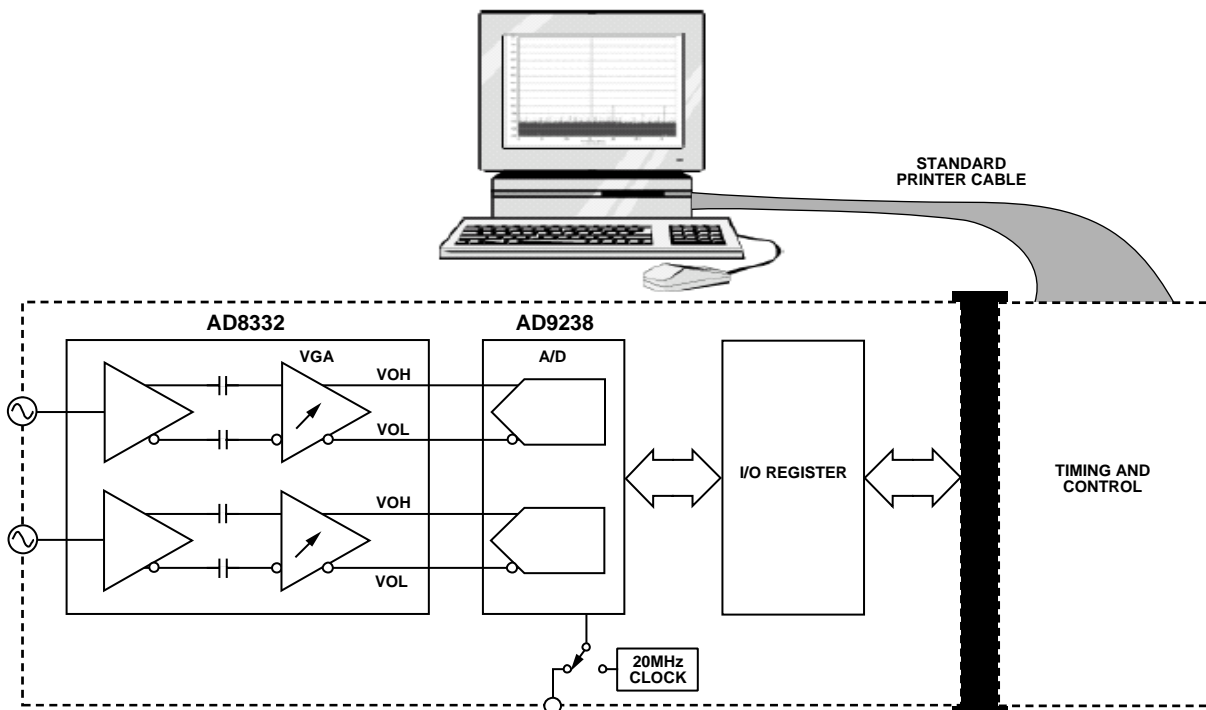 STANDARD
PRINTER CABLE
AD8332
AD9238
VGA
A/D
VOH
VOL
VOH
VOL
I/O REGISTER
TIMING AND
CONTROL
20MHz
CLOCK